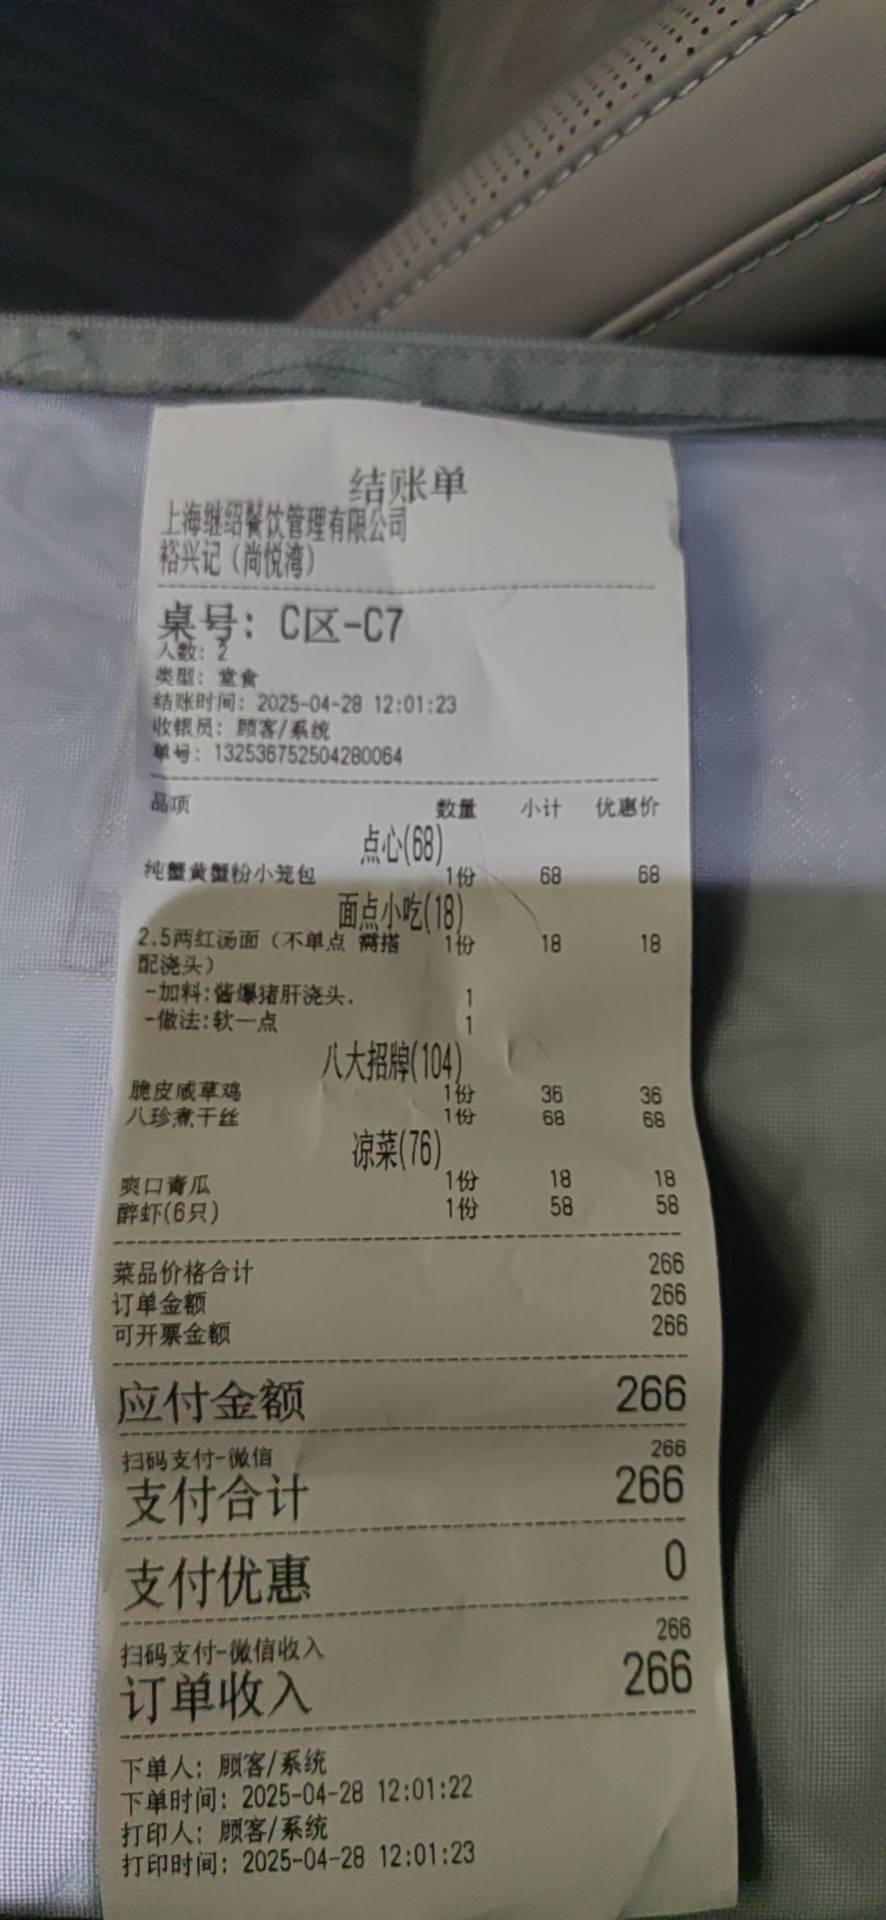 结账单
上海继绍餐饮管理有限公司
裕兴记（尚悦湾）
桌号：C区-C7
人数：2
类型：堂食
结账时间：2025-04-28 12:01:23
收银员：顾客/系统
单号：132536752504280064
品项 数量 小计 优惠价
点心(68)
纯蟹黄蟹粉小笼包 1份 68 68
面点小吃(18)
2.5两红汤面（不单点 需搭 1份 18 18
配浇头）
-加料:酱爆猪肝浇头. 1
-做法:软一点 1
八大招牌(104)
脆皮咸草鸡 1份 36 36
八珍煮干丝 1份 68 68
凉菜(76)
爽口青瓜 1份 18 18
醉虾(6只) 1份 58 58
菜品价格合计 266
订单金额 266
可开票金额 266
应付金额 266
扫码支付-微信 266
支付合计 266
支付优惠 0
扫码支付-微信收入 266
订单收入 266
下单人：顾客/系统
下单时间：2025-04-28 12:01:22
打印人：顾客/系统
打印时间：2025-04-28 12:01:23